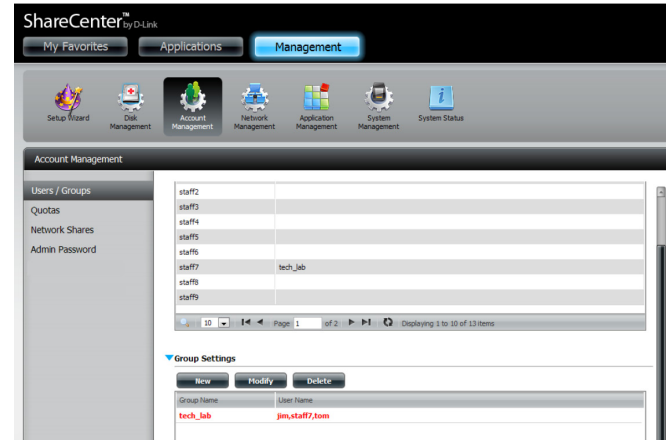 ShareCenter™ by D-Link
My Favorites Applications Management
Setup Wizard Disk Management Account Management Network Management Application Management System Management System Status
Account Management
Users / Groups
Quotas
Network Shares
Admin Password
staff2
staff3
staff4
staff5
staff6
staff7 tech_lab
staff8
staff9
10 Page 1 of 2 Displaying 1 to 10 of 13 items
Group Settings
New Modify Delete
Group Name User Name
tech_lab jim,staff7,tom